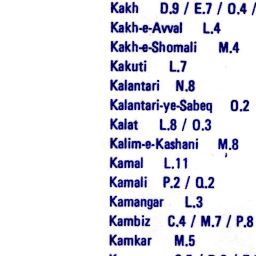 Kakh D.9 / E.7 / O.4 /
Kakh-e-Avval L.4
Kakh-e-Shomali M.4
Kakuti L.7
Kalantari N.8
Kalantari-ye-Sabeq O.2
Kalat L.8 / O.3
Kalim-e-Kashani M.8
Kamal L.11
Kamali P.2 / Q.2
Kamangar L.3
Kambiz C.4 / M.7 / P.8
Kamkar M.5